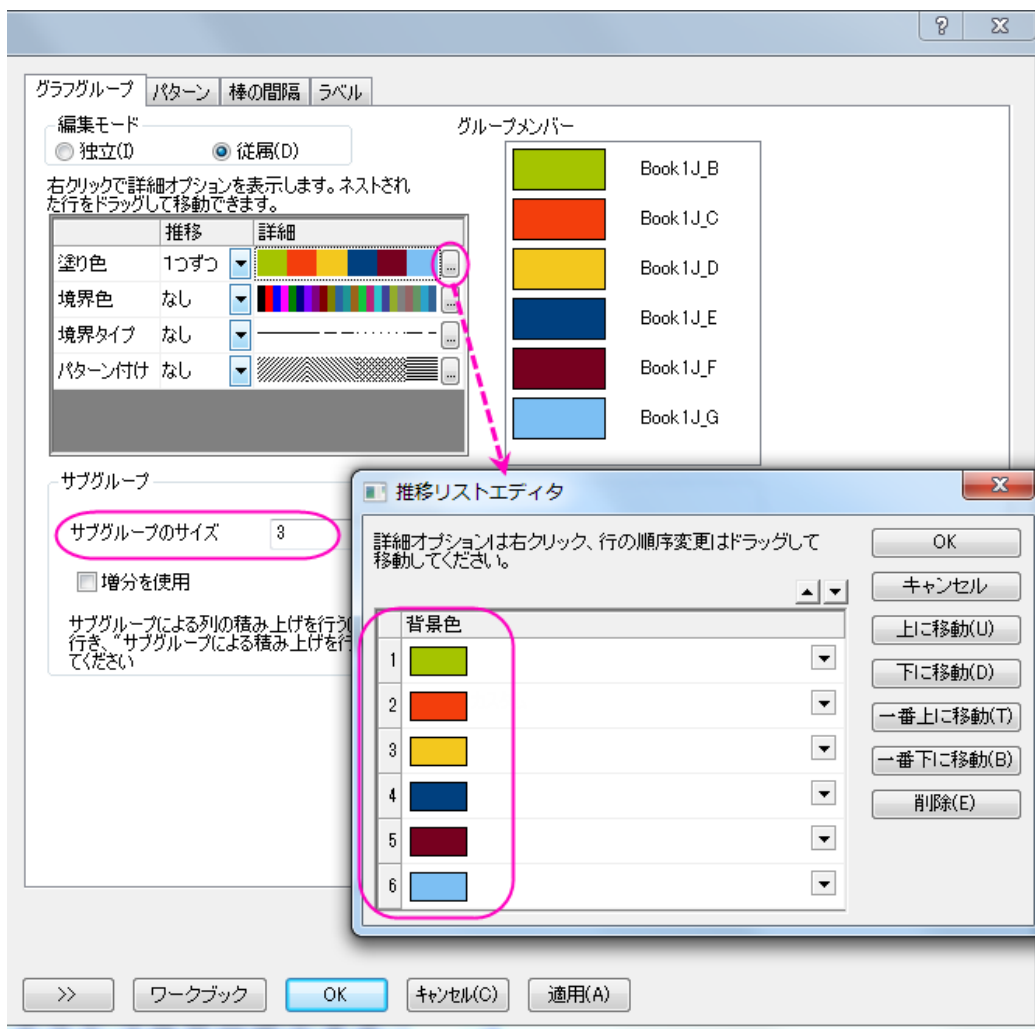 グラフグループ パターン 棒の間隔 ラベル
編集モード
独立(I) 従属(D)
右クリックで詳細オプションを表示します。ネストされ
た行をドラッグして移動できます。
推移 詳細
塗り色 1つずつ ...
境界色 なし ...
境界タイプ なし ...
パターン付け なし ...
グループメンバー
Book1J_B
Book1J_C
Book1J_D
Book1J_E
Book1J_F
Book1J_G
サブグループ
サブグループのサイズ 3
増分を使用
サブグループによる列の積み上げを行う
行き、"サブグループによる積み上げを行
てください
推移リストエディタ
詳細オプションは右クリック、行の順序変更はドラッグして
移動してください。
背景色
1
2
3
4
5
6
OK
キャンセル
上に移動(U)
下に移動(D)
一番上に移動(T)
一番下に移動(B)
削除(E)
>> ワークブック OK キャンセル(C) 適用(A)